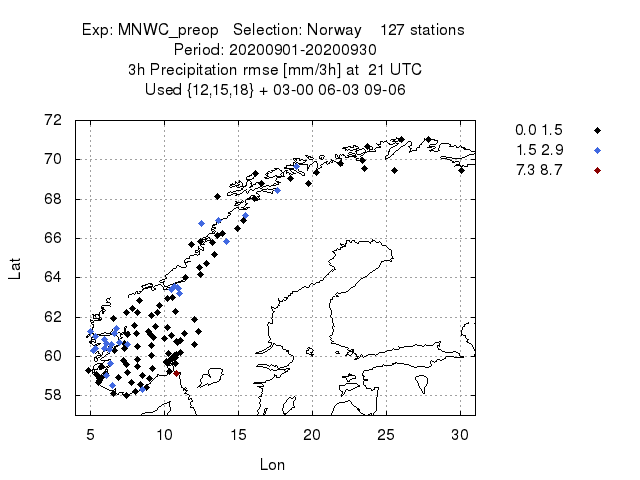 Exp: MNWC_preop Selection: Norway 127 stations
Period: 20200901-20200930
3h Precipitation rmse [mm/3h] at 21 UTC
Used {12,15,18} + 03-00 06-03 09-06
0.0 1.5
1.5 2.9
7.3 8.7
72
70
68
66
64
62
60
58
Lat
5 10 15 20 25 30
Lon